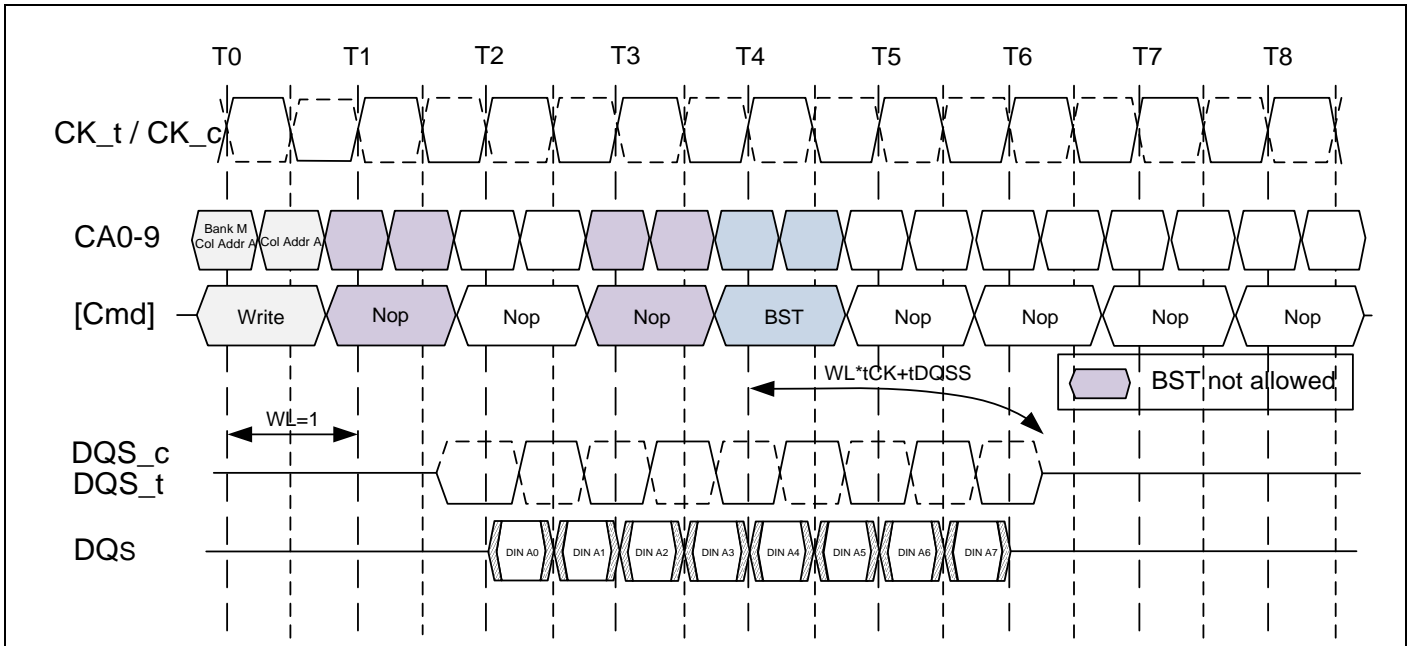 T0 T1 T2 T3 T4 T5 T6 T7 T8
CK_t / CK_c
CA0-9
Bank M
Col Addr A
Col Addr A
[Cmd]
Write Nop Nop Nop BST Nop Nop Nop Nop
BST not allowed
WL*tCK+tDQSS
WL=1
DQS_c
DQS_t
DQs
DIN A0 DIN A1 DIN A2 DIN A3 DIN A4 DIN A5 DIN A6 DIN A7